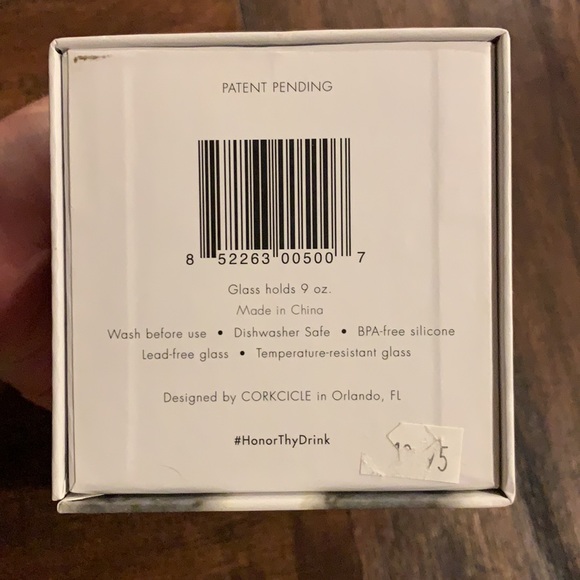 PATENT PENDING
8 52263 00500 7
Glass holds 9 oz.
Made in China
Wash before use • Dishwasher Safe • BPA-free silicone
Lead-free glass • Temperature-resistant glass
Designed by CORKCICLE in Orlando, FL
#HonorThyDrink